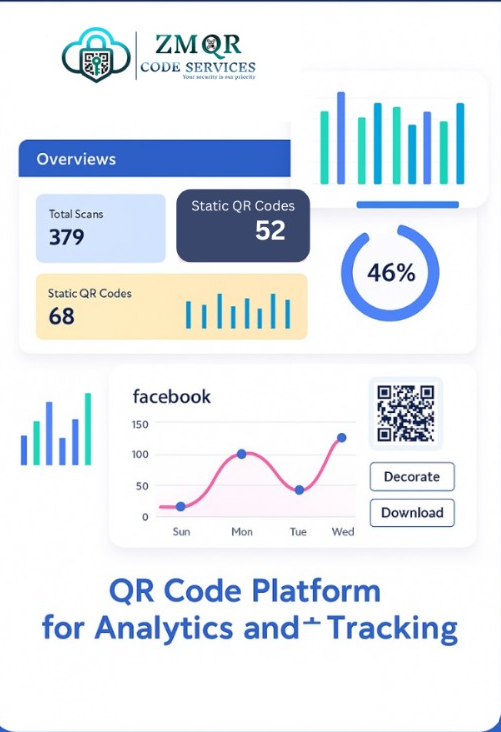 ZMQR
CODE SERVICES
Your security is our priority
Overviews
Total Scans
379
Static QR Codes
52
46%
Static QR Codes
68
facebook
150
100
50
0
Sun Mon Tue Wed
Decorate
Download
QR Code Platform
for Analytics and Tracking